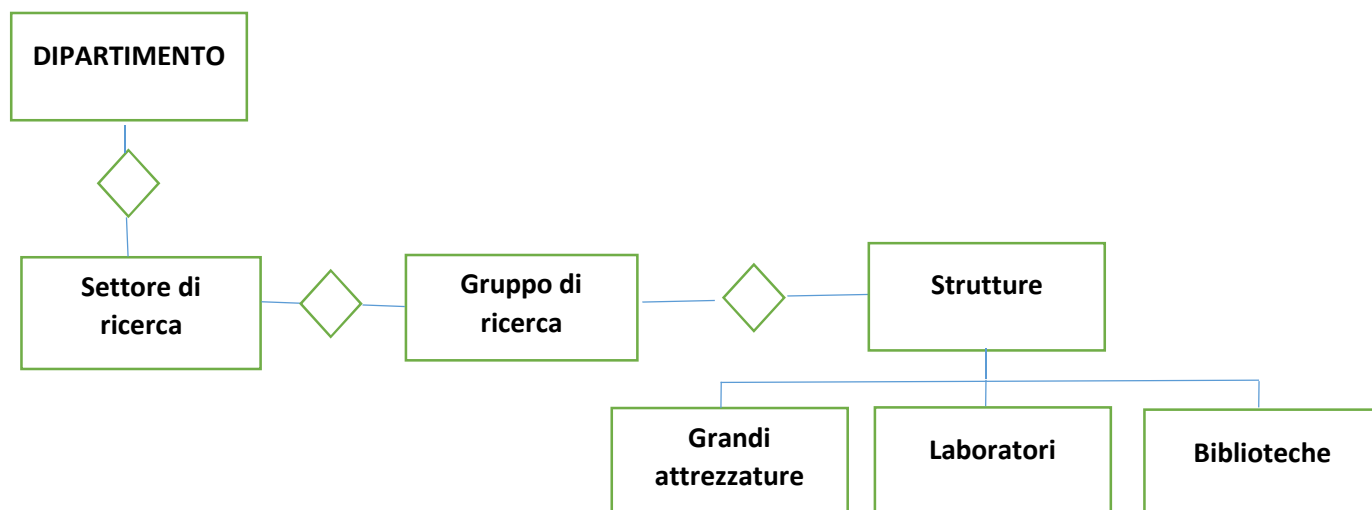 DIPARTIMENTO
Settore di
ricerca
Gruppo di
ricerca
Strutture
Grandi
attrezzature
Laboratori
Biblioteche